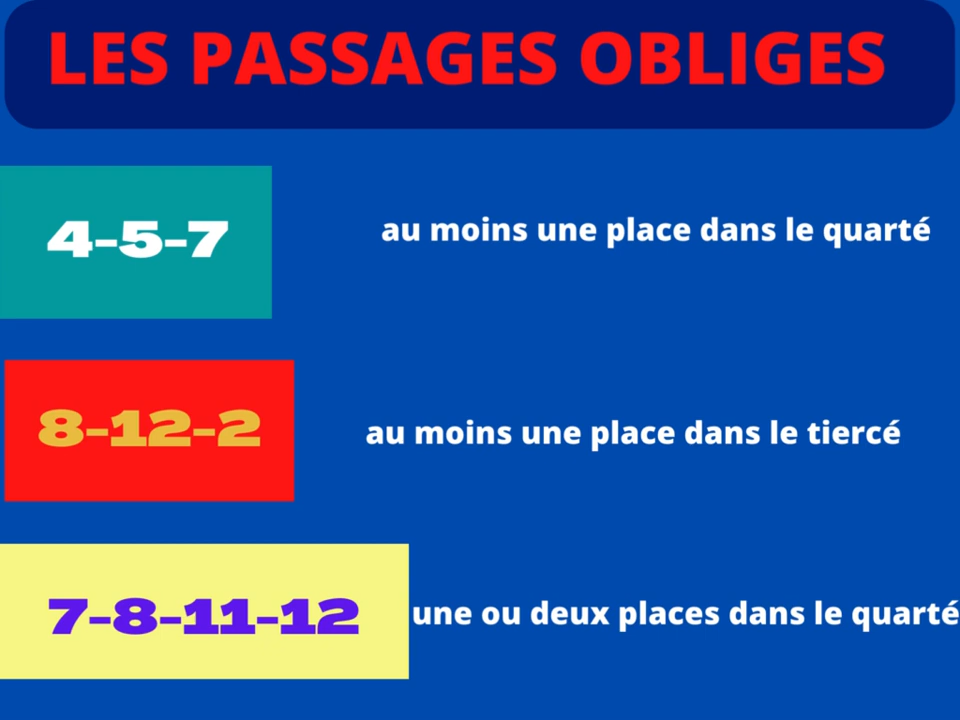 LES PASSAGES OBLIGES
4-5-7
au moins une place dans le quarté
8-12-2
au moins une place dans le tiercé
7-8-11-12
une ou deux places dans le quarté